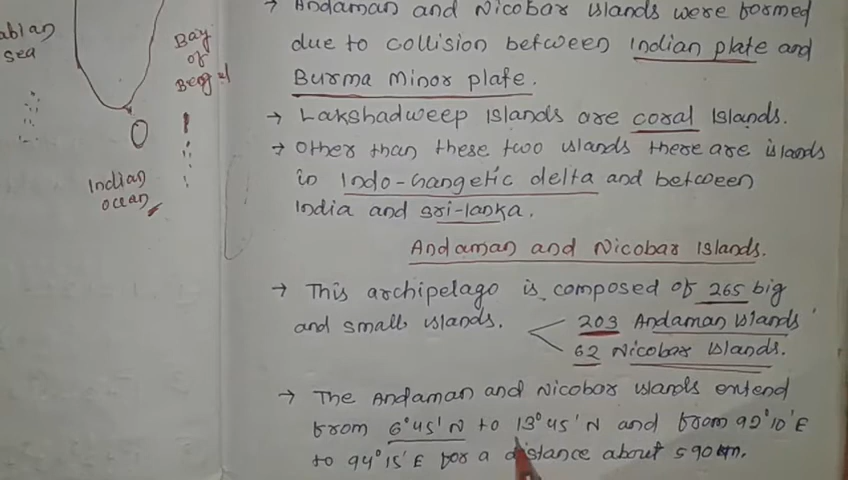 abian
sea
Bay
of
Beng
Indian
ocean
→ Andaman and Nicobar islands were formed
due to collision between Indian plate and
Burma Minor plate.
→ Lakshadweep Islands are coral Islands.
→ Other than these two islands there are islands
in Indo-Gangetic delta and between
India and Sri-lanka.
Andaman and Nicobar Islands.
→ This archipelago is composed of 265 big
and small islands.
203 Andaman Islands
62 Nicobar Islands.
→ The Andaman and Nicobar islands extend
from 6°45'N to 13°45'N and from 92°10'E
to 94°15'E for a distance about 590km.